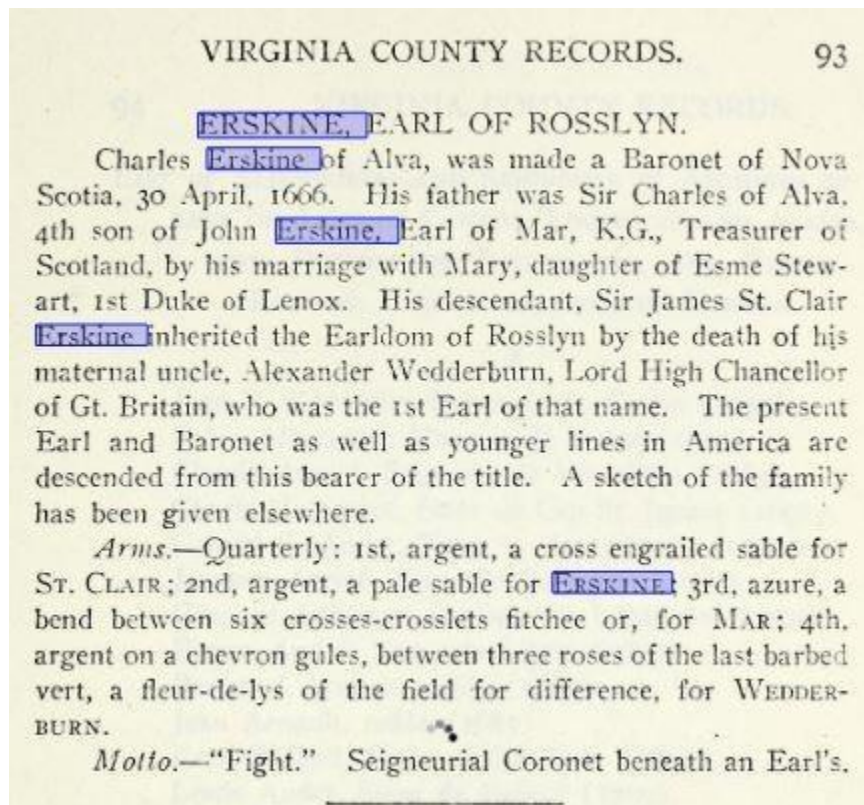 VIRGINIA COUNTY RECORDS. 93
ERSKINE, EARL OF ROSSLYN.
Charles Erskine of Alva, was made a Baronet of Nova
Scotia, 30 April, 1666. His father was Sir Charles of Alva,
4th son of John Erskine, Earl of Mar, K.G., Treasurer of
Scotland, by his marriage with Mary, daughter of Esme Stew-
art, 1st Duke of Lenox. His descendant, Sir James St. Clair
Erskine inherited the Earldom of Rosslyn by the death of his
maternal uncle, Alexander Wedderburn, Lord High Chancellor
of Gt. Britain, who was the 1st Earl of that name. The present
Earl and Baronet as well as younger lines in America are
descended from this bearer of the title. A sketch of the family
has been given elsewhere.
Arms.—Quarterly: 1st, argent, a cross engrailed sable for
ST. CLAIR; 2nd, argent, a pale sable for ERSKINE; 3rd, azure, a
bend between six crosses-crosslets fitchee or, for MAR; 4th,
argent on a chevron gules, between three roses of the last barbed
vert, a fleur-de-lys of the field for difference, for WEDDER-
BURN.
Motto.—"Fight." Seigneurial Coronet beneath an Earl's.